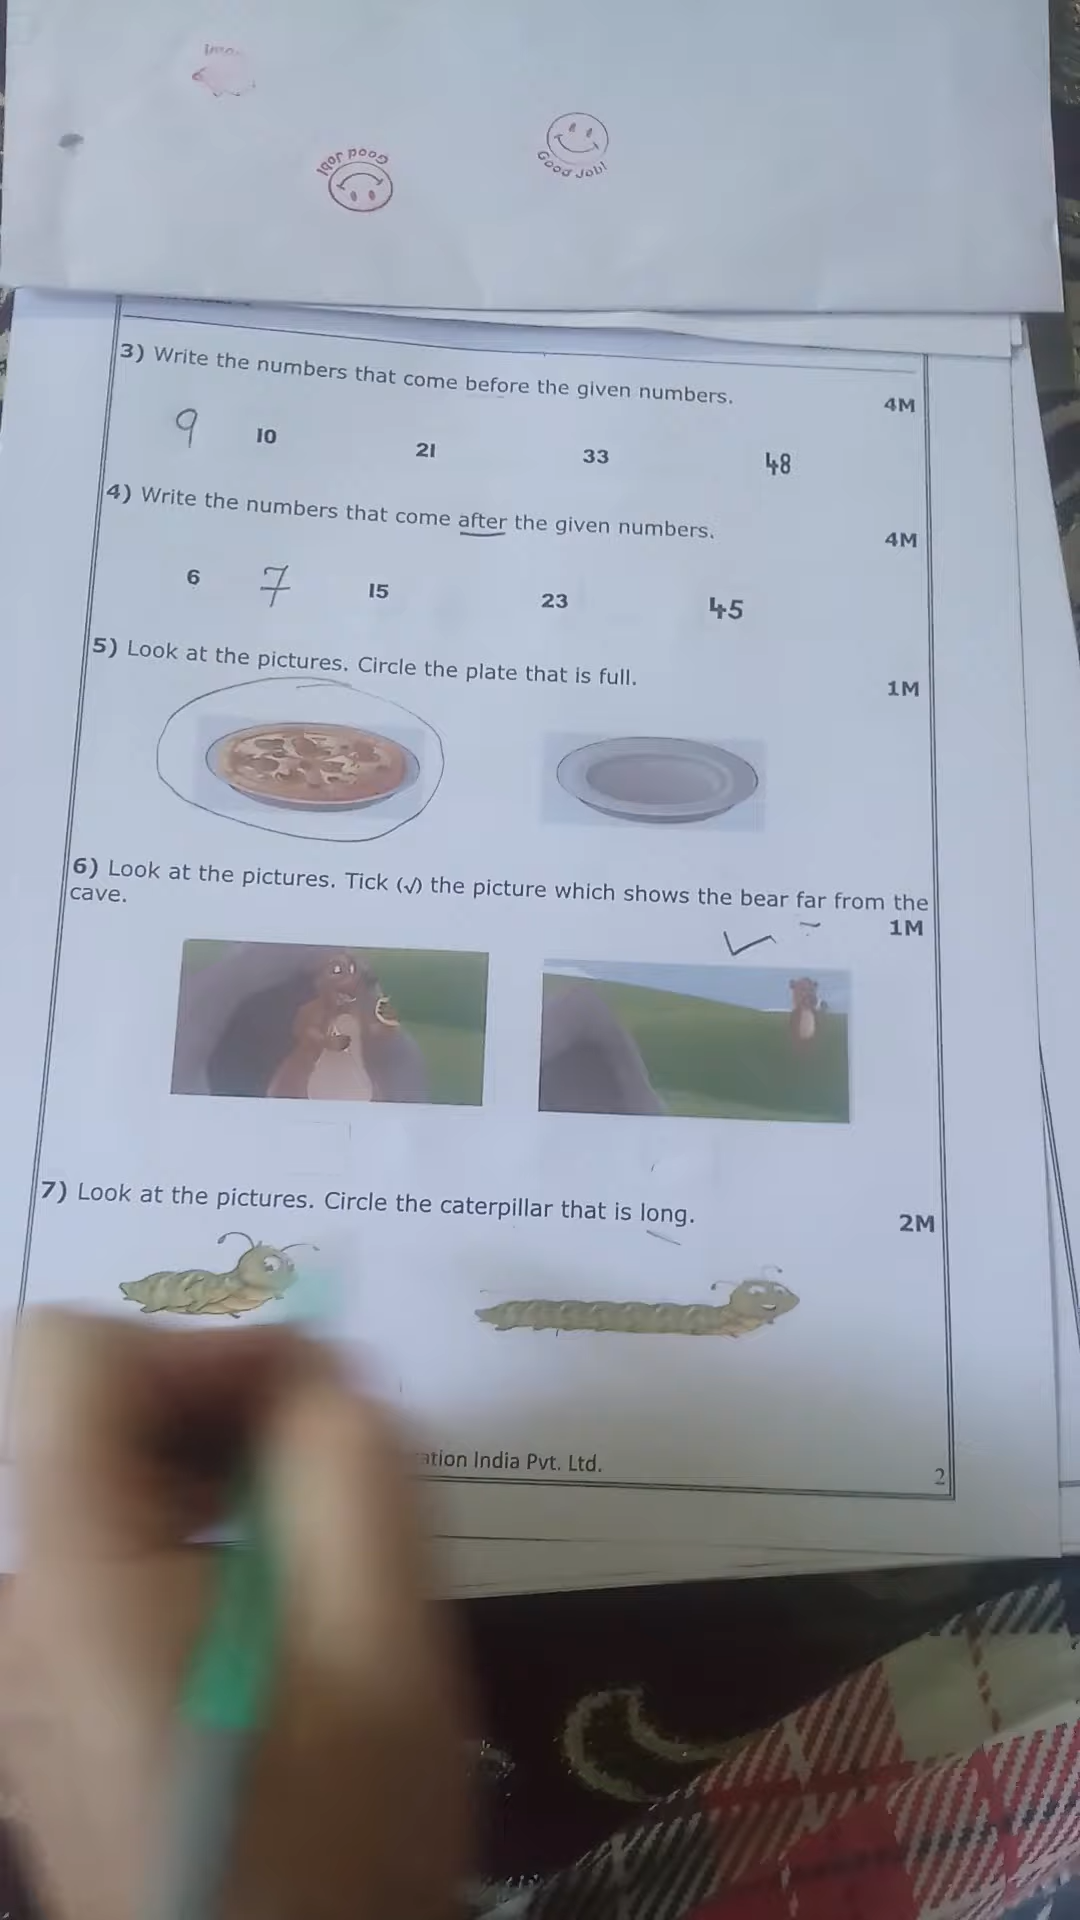 Good Job!
Good Job!
3) Write the numbers that come before the given numbers.
4M
9 10 21 33 48
4) Write the numbers that come after the given numbers.
4M
6 7 15 23 45
5) Look at the pictures. Circle the plate that is full.
1M
6) Look at the pictures. Tick (√) the picture which shows the bear far from the
cave.
1M
7) Look at the pictures. Circle the caterpillar that is long.
2M
India Pvt. Ltd.
2